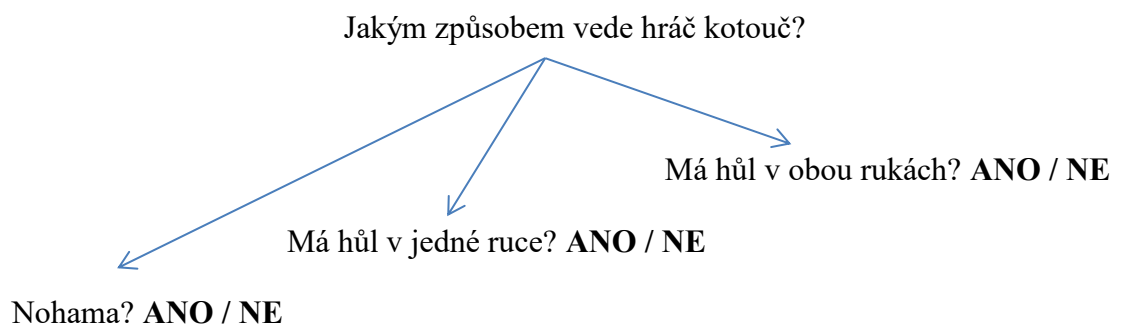 Jakým způsobem vede hráč kotouč?
Má hůl v obou rukách? ANO / NE
Má hůl v jedné ruce? ANO / NE
Nohama? ANO / NE